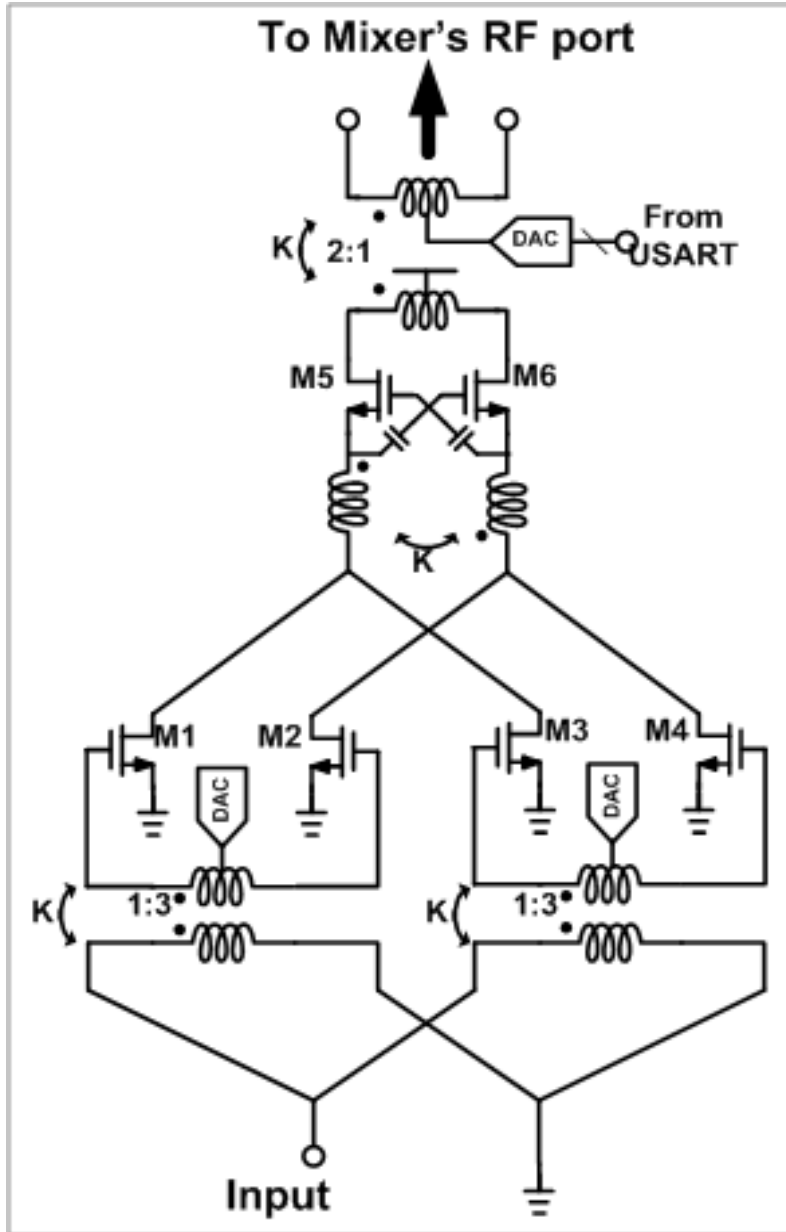 To Mixer's RF port
From
USART
DAC
K
2:1
M5
M6
K
M1
M2
M3
M4
DAC
DAC
K
1:3
K
1:3
Input